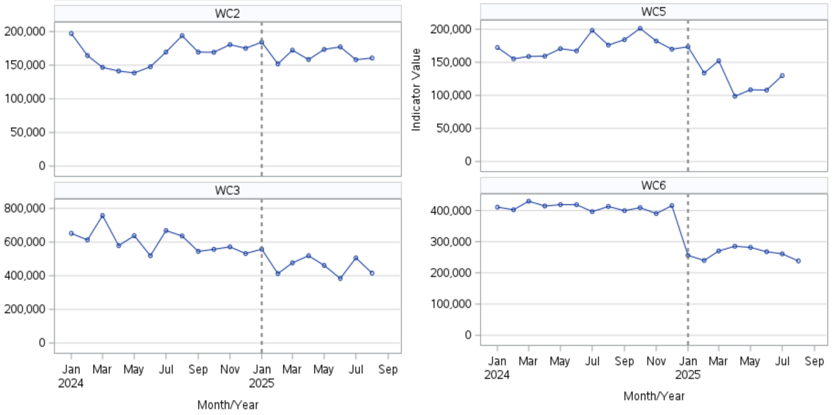 WC2
200,000
150,000
100,000
50,000
0
WC3
800,000
600,000
400,000
200,000
0
Jan Mar May Jul Sep Nov Jan Mar May Jul Sep
2024 2025
Month/Year
Indicator Value
WC5
200,000
150,000
100,000
50,000
0
WC6
400,000
300,000
200,000
100,000
0
Jan Mar May Jul Sep Nov Jan Mar May Jul Sep
2024 2025
Month/Year